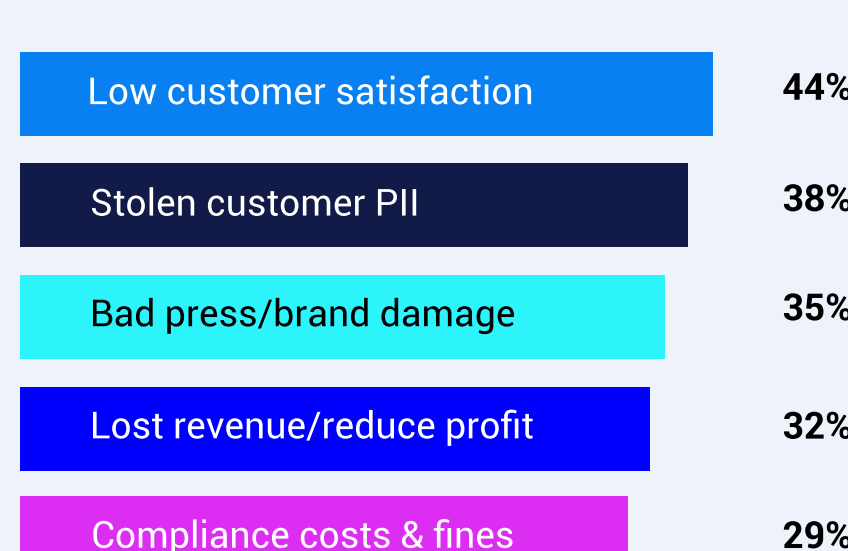 Low customer satisfaction 44%
Stolen customer PII 38%
Bad press/brand damage 35%
Lost revenue/reduce profit 32%
Compliance costs & fines 29%